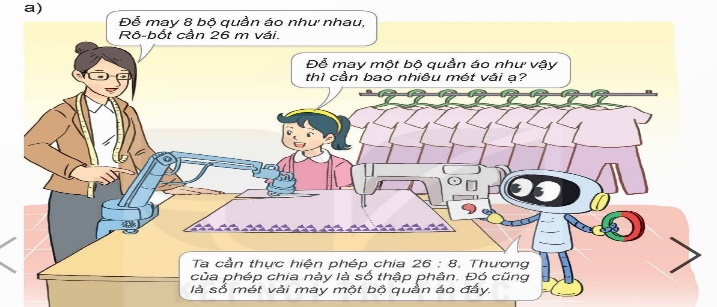 a)
Để may 8 bộ quần áo như nhau,
Rô-bốt cần 26 m vải.
Để may một bộ quần áo như vậy
thì cần bao nhiêu mét vải ạ?
Ta cần thực hiện phép chia 26 : 8. Thương
của phép chia này là số thập phân. Đó cũng
là số mét vải may một bộ quần áo đấy.